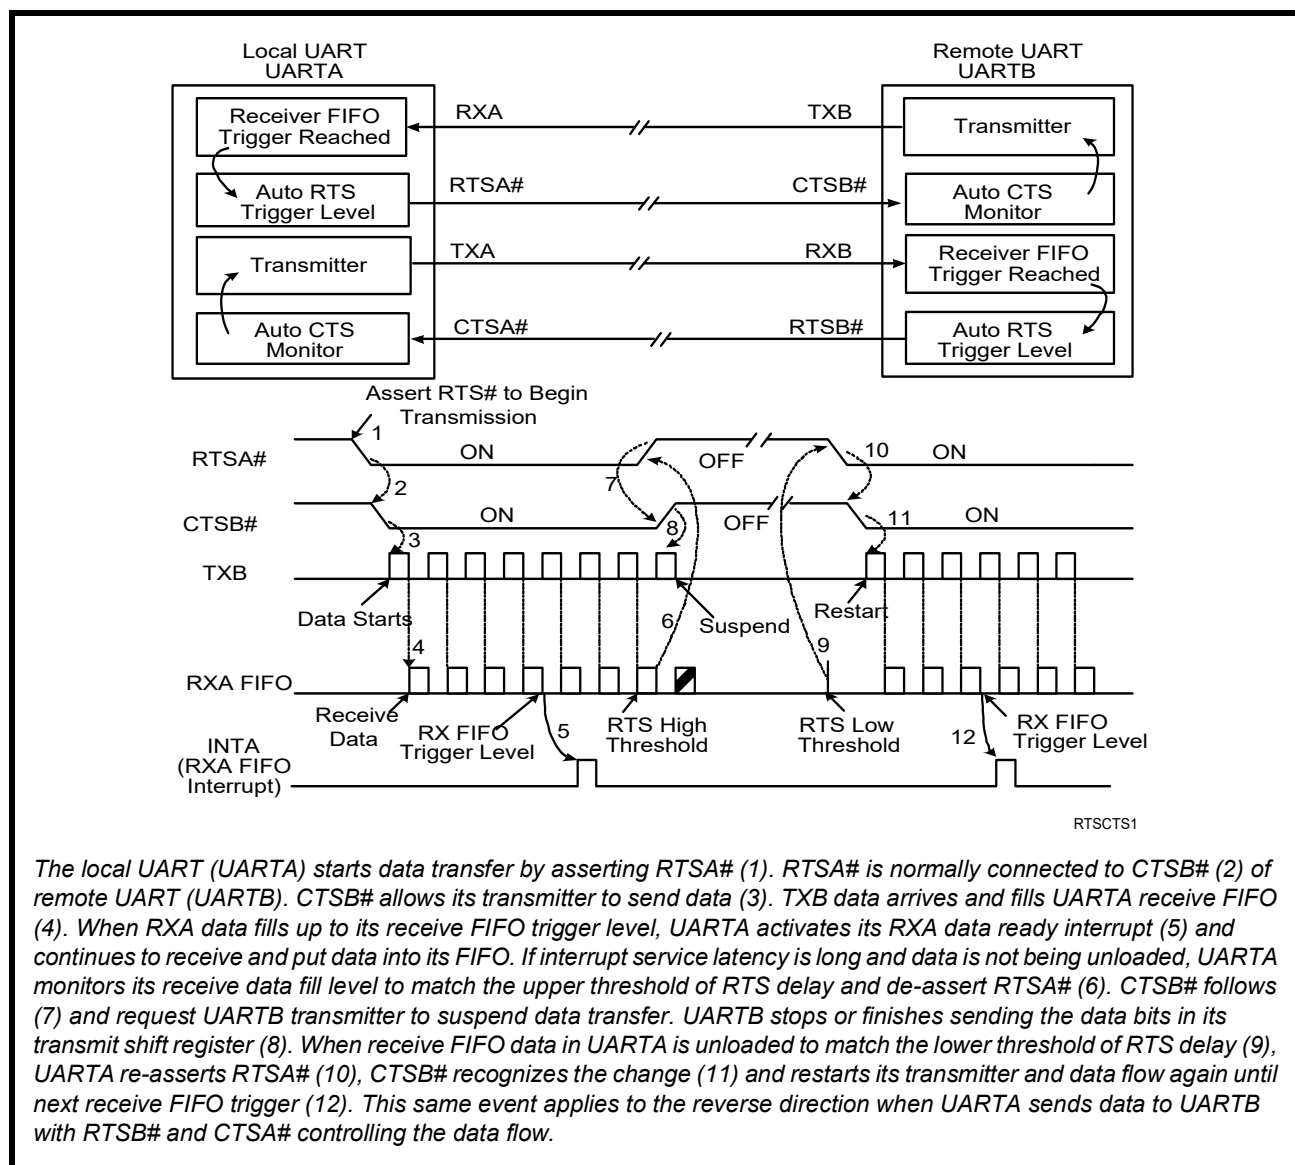 Local UART
UARTA
Remote UART
UARTB
Receiver FIFO
Trigger Reached
RXA
TXB
Transmitter
Auto RTS
Trigger Level
RTSA#
CTSB#
Auto CTS
Monitor
Transmitter
TXA
RXB
Receiver FIFO
Trigger Reached
Auto CTS
Monitor
CTSA#
RTSB#
Auto RTS
Trigger Level
Assert RTS# to Begin
Transmission
RTSA#
1
ON
7
OFF
10
ON
2
CTSB#
ON
8
OFF
11
ON
3
TXB
Data Starts
6
Suspend
Restart
4
9
RXA FIFO
Receive
Data
RX FIFO
Trigger Level
5
RTS High
Threshold
RTS Low
Threshold
12
RX FIFO
Trigger Level
INTA
(RXA FIFO
Interrupt)
RTSCTS1
The local UART (UARTA) starts data transfer by asserting RTSA# (1). RTSA# is normally connected to CTSB# (2) of
remote UART (UARTB). CTSB# allows its transmitter to send data (3). TXB data arrives and fills UARTA receive FIFO
(4). When RXA data fills up to its receive FIFO trigger level, UARTA activates its RXA data ready interrupt (5) and
continues to receive and put data into its FIFO. If interrupt service latency is long and data is not being unloaded, UARTA
monitors its receive data fill level to match the upper threshold of RTS delay and de-assert RTSA# (6). CTSB# follows
(7) and request UARTB transmitter to suspend data transfer. UARTB stops or finishes sending the data bits in its
transmit shift register (8). When receive FIFO data in UARTA is unloaded to match the lower threshold of RTS delay (9),
UARTA re-asserts RTSA# (10), CTSB# recognizes the change (11) and restarts its transmitter and data flow again until
next receive FIFO trigger (12). This same event applies to the reverse direction when UARTA sends data to UARTB
with RTSB# and CTSA# controlling the data flow.